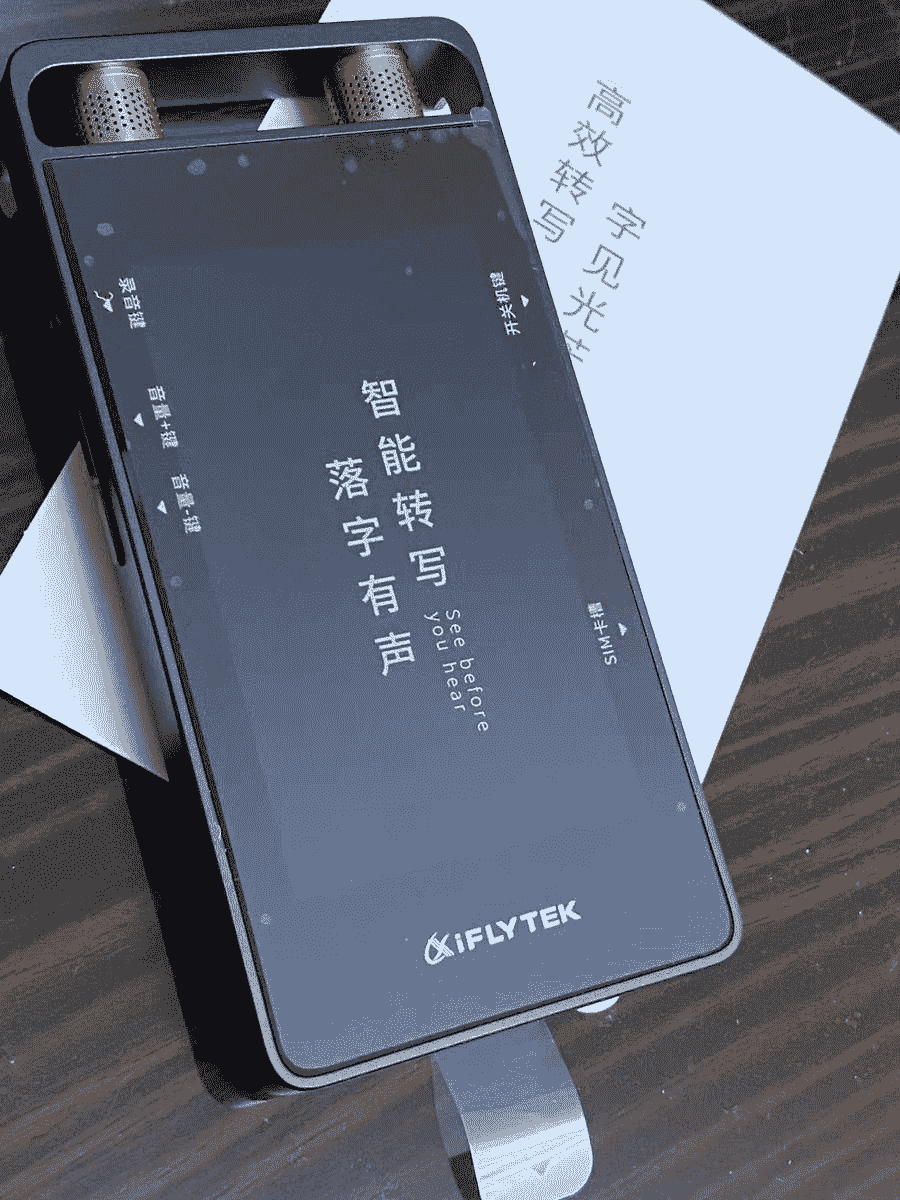 高效转写
字见光芒
录音键
音量+键
音量-键
开关机键
SIM卡槽
智能转写
落字有声
See before
you hear
iFLYTEK